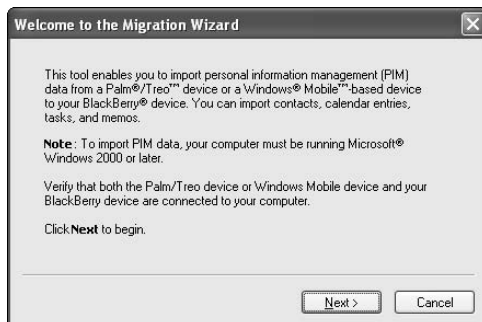 Welcome to the Migration Wizard
This tool enables you to import personal information management (PIM)
data from a Palm®/Treo™ device or a Windows® Mobile™-based device
to your BlackBerry® device. You can import contacts, calendar entries,
tasks, and memos.
Note: To import PIM data, your computer must be running Microsoft®
Windows 2000 or later.
Verify that both the Palm/Treo device or Windows Mobile device and your
BlackBerry device are connected to your computer.
Click Next to begin.
Next > Cancel